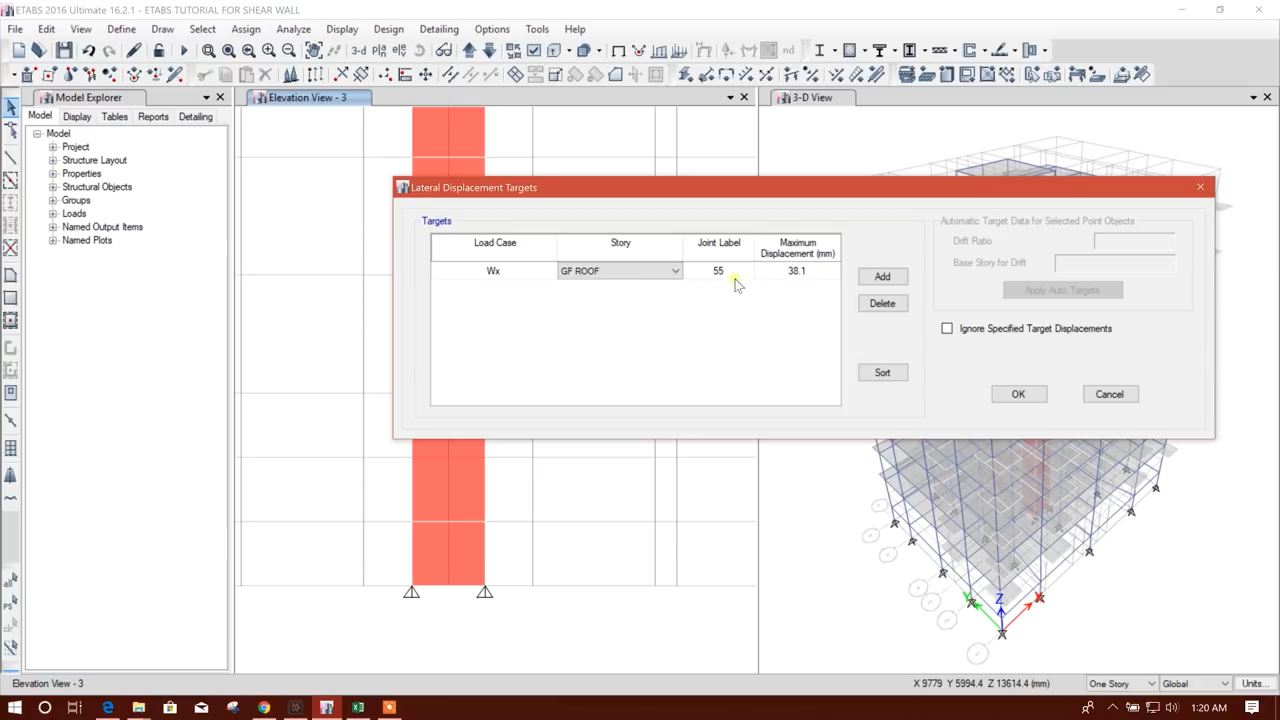 ETABS 2016 Ultimate 16.2.1 - ETABS TUTORIAL FOR SHEAR WALL
File Edit View Define Draw Select Assign Analyze Display Design Detailing Options Tools Help
3-d
nd
Model Explorer
Elevation View - 3
3-D View
Model Display Tables Reports Detailing
Model
Project
Structure Layout
Properties
Structural Objects
Groups
Loads
Named Output Items
Named Plots
Lateral Displacement Targets
Targets
Load Case Story Joint Label Maximum Displacement (mm)
Wx GF ROOF 55 38.1
Add
Delete
Sort
Automatic Target Data for Selected Point Objects
Drift Ratio
Base Story for Drift
Apply Auto Targets
Ignore Specified Target Displacements
OK Cancel
all
PS
Y Z X
Elevation View - 3
X 9779 Y 5994.4 Z 13614.4 (mm)
One Story
Global
Units...
1:20 AM